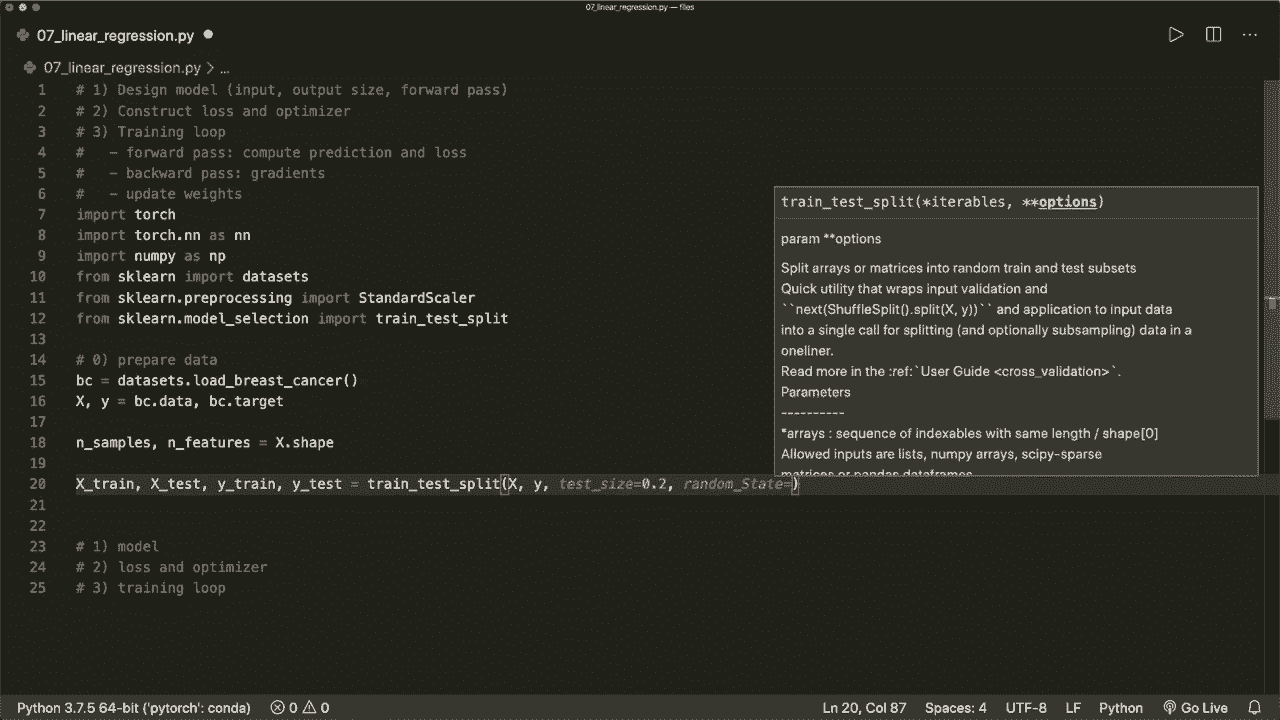 07_linear_regression.py — files
07_linear_regression.py
07_linear_regression.py > ...
1 # 1) Design model (input, output size, forward pass)
2 # 2) Construct loss and optimizer
3 # 3) Training loop
4 #   - forward pass: compute prediction and loss
5 #   - backward pass: gradients
6 #   - update weights
7 import torch
8 import torch.nn as nn
9 import numpy as np
10 from sklearn import datasets
11 from sklearn.preprocessing import StandardScaler
12 from sklearn.model_selection import train_test_split
13
14 # 0) prepare data
15 bc = datasets.load_breast_cancer()
16 X, y = bc.data, bc.target
17
18 n_samples, n_features = X.shape
19
20 X_train, X_test, y_train, y_test = train_test_split(X, y, test_size=0.2, random_State=)
21
22
23 # 1) model
24 # 2) loss and optimizer
25 # 3) training loop
train_test_split(*iterables, **options)
param **options
Split arrays or matrices into random train and test subsets
Quick utility that wraps input validation and
``next(ShuffleSplit().split(X, y))`` and application to input data
into a single call for splitting (and optionally subsampling) data in a
oneliner.
Read more in the :ref:`User Guide <cross_validation>`.
Parameters
----------
*arrays : sequence of indexables with same length / shape[0]
Allowed inputs are lists, numpy arrays, scipy-sparse
matrices or pandas dataframes
Python 3.7.5 64-bit ('pytorch': conda) 0 0 Ln 20, Col 87 Spaces: 4 UTF-8 LF Python Go Live